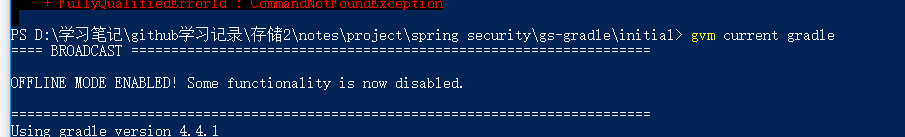 + FullyQualifiedErrorId : CommandNotFoundException
PS D:\学习笔记\github学习记录\存储2\notes\project\spring security\gs-gradle\initial> gvm current gradle
==== BROADCAST =================================================================

OFFLINE MODE ENABLED! Some functionality is now disabled.

================================================================================
Using gradle version 4.4.1